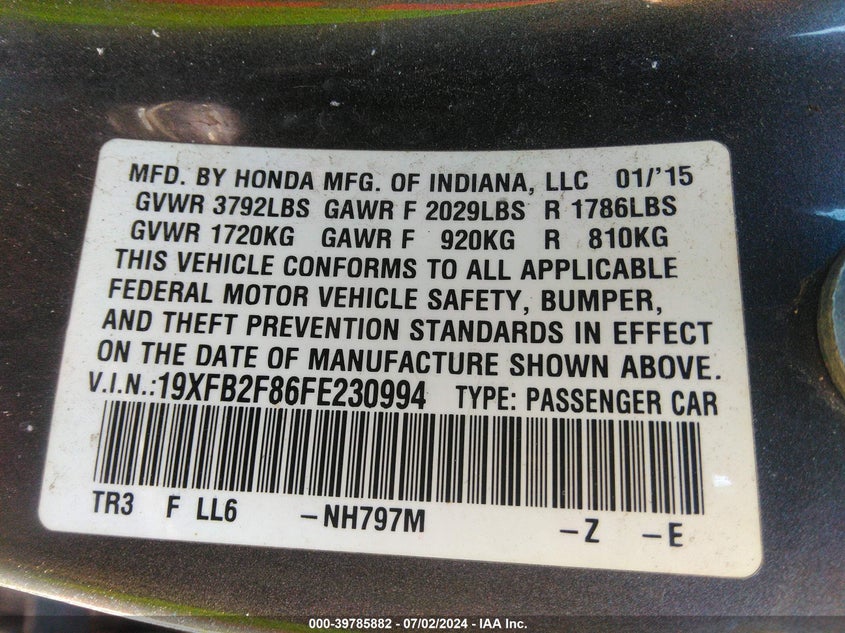 MFD. BY HONDA MFG. OF INDIANA, LLC 01/'15
GVWR 3792LBS GAWR F 2029LBS R 1786LBS
GVWR 1720KG GAWR F 920KG R 810KG
THIS VEHICLE CONFORMS TO ALL APPLICABLE
FEDERAL MOTOR VEHICLE SAFETY, BUMPER,
AND THEFT PREVENTION STANDARDS IN EFFECT
ON THE DATE OF MANUFACTURE SHOWN ABOVE.
V.I.N.:19XFB2F86FE230994 TYPE: PASSENGER CAR
TR3 F LL6 -NH797M -Z -E
000-39785882 - 07/02/2024 - IAA Inc.